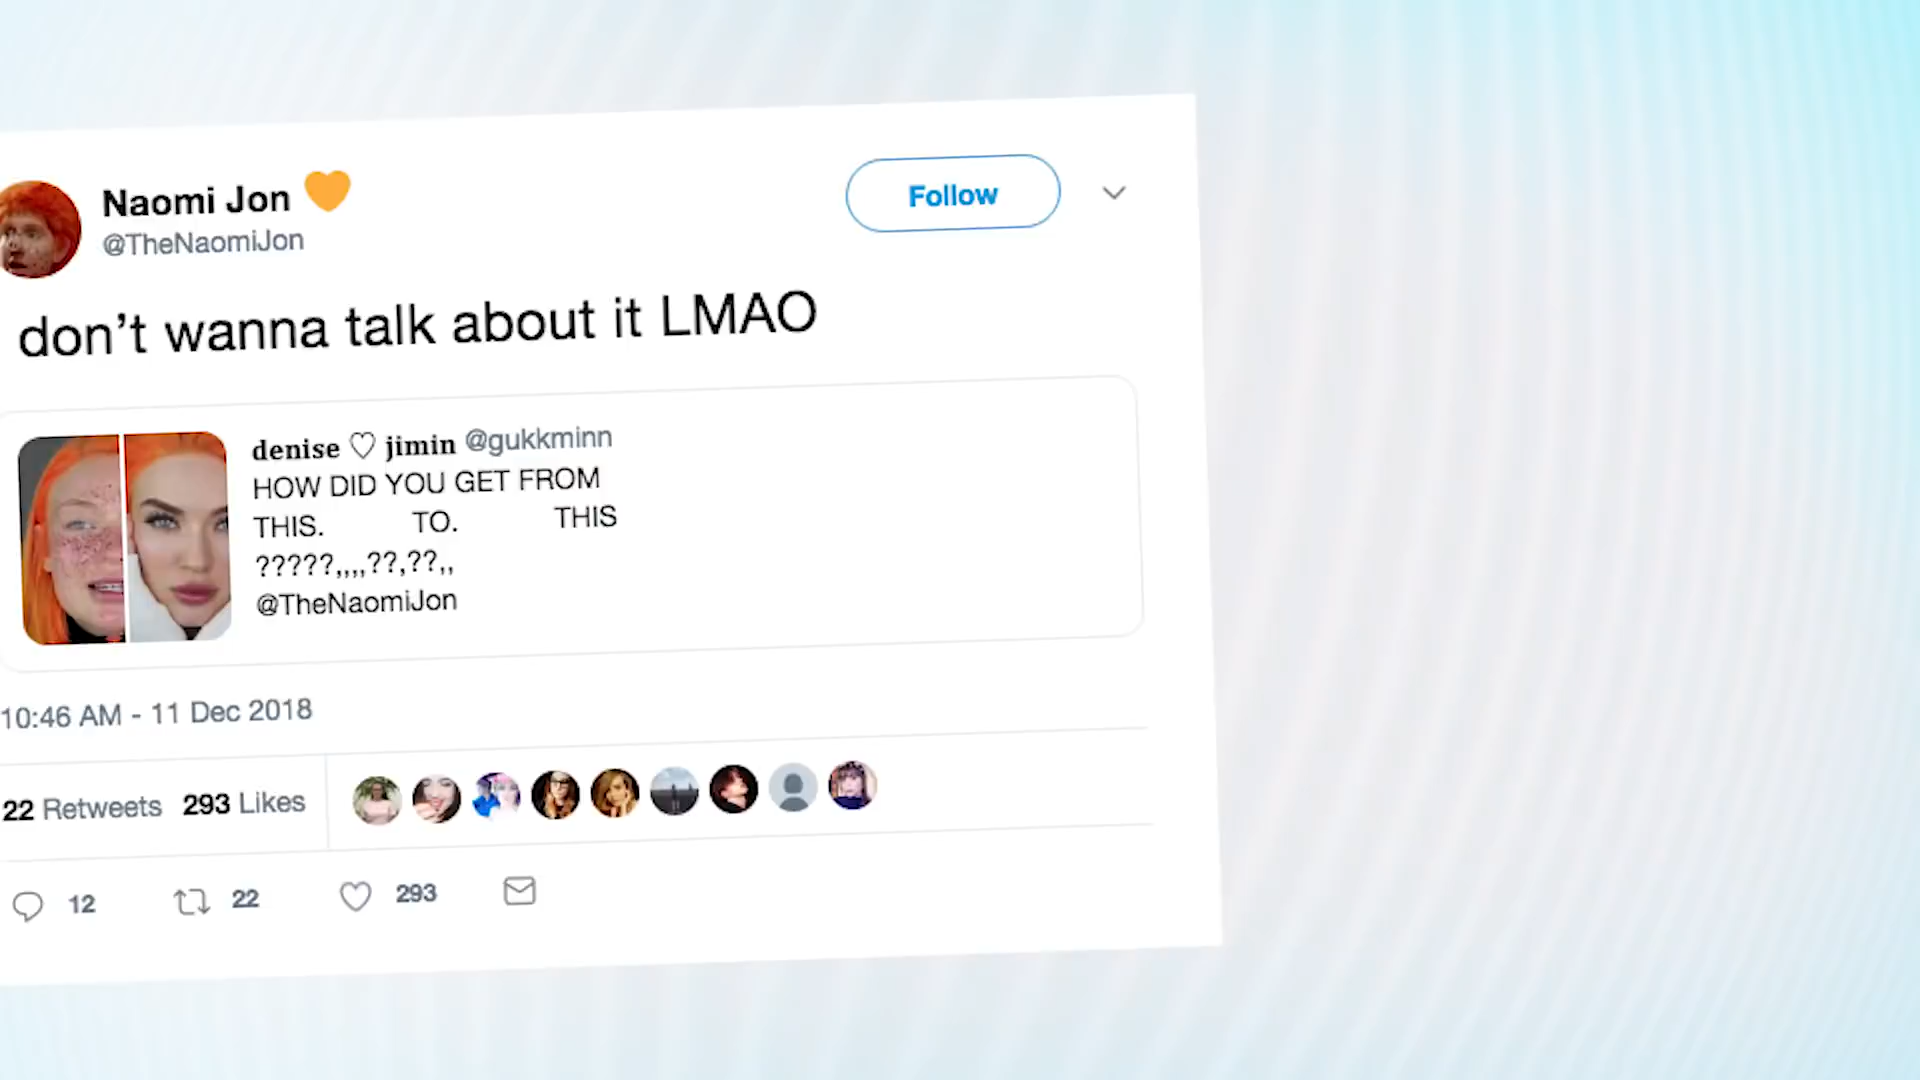 Naomi Jon 🧡
@TheNaomiJon
Follow
don't wanna talk about it LMAO
denise ♡ jimin @gukkminn
HOW DID YOU GET FROM
THIS. TO. THIS
?????,,,,??,??,,
@TheNaomiJon
10:46 AM - 11 Dec 2018
22 Retweets 293 Likes
12 22 293